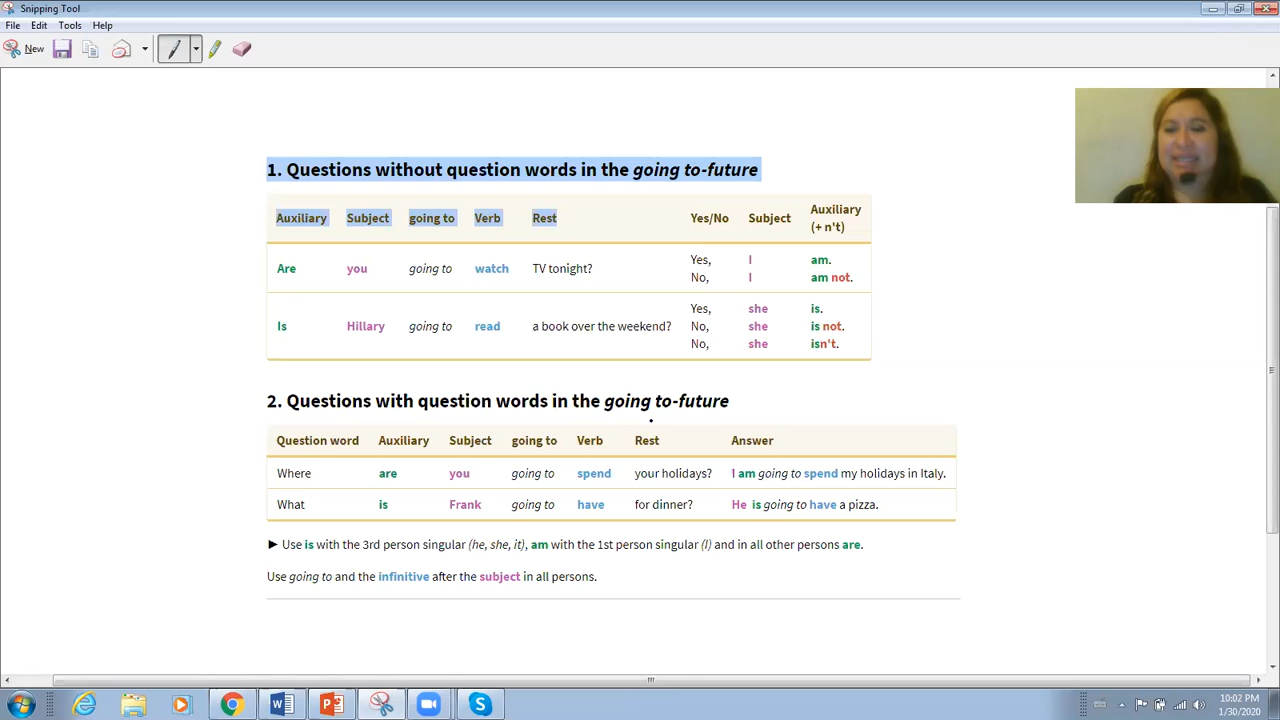 Snipping Tool
File Edit Tools Help
New
1. Questions without question words in the going to-future
Auxiliary Subject going to Verb Rest Yes/No Subject Auxiliary (+ n't)
Are you going to watch TV tonight? Yes, I am.
No, I am not.
Is Hillary going to read a book over the weekend? Yes, she is.
No, she is not.
No, she isn't.
2. Questions with question words in the going to-future
Question word Auxiliary Subject going to Verb Rest Answer
Where are you going to spend your holidays? I am going to spend my holidays in Italy.
What is Frank going to have for dinner? He is going to have a pizza.
► Use is with the 3rd person singular (he, she, it), am with the 1st person singular (I) and in all other persons are.
Use going to and the infinitive after the subject in all persons.
10:02 PM
1/30/2020